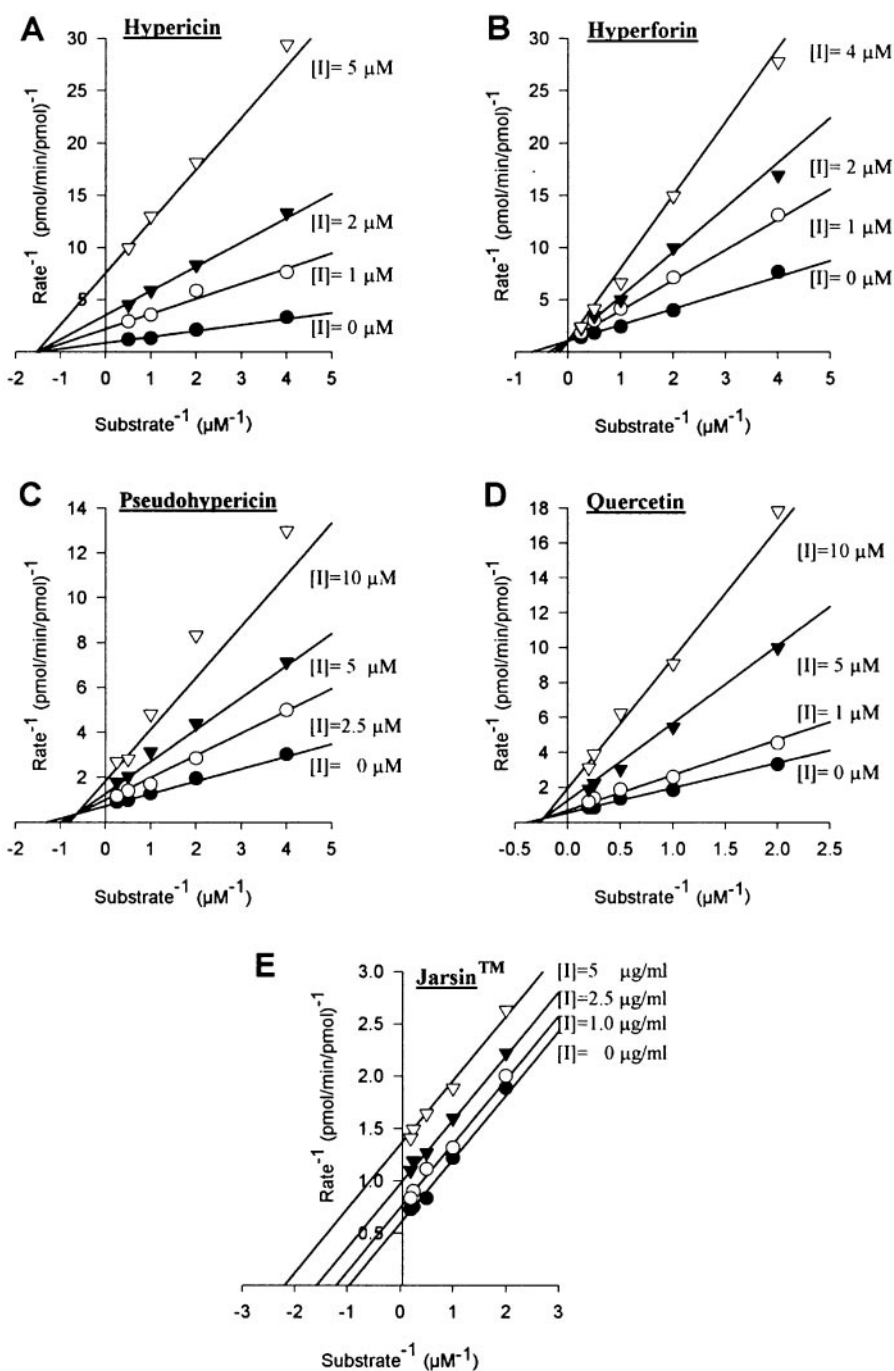 A
Hypericin
30
25
20
15
10
5
-2 -1 0 1 2 3 4 5
Rate⁻¹ (pmol/min/pmol)⁻¹
Substrate⁻¹ (µM⁻¹)
[I]= 5 µM
[I]= 2 µM
[I]= 1 µM
[I]= 0 µM
B
Hyperforin
30
25
20
15
10
5
-1 0 1 2 3 4 5
Rate⁻¹ (pmol/min/pmol)⁻¹
Substrate⁻¹ (µM⁻¹)
[I]= 4 µM
[I]= 2 µM
[I]= 1 µM
[I]= 0 µM
C
Pseudohypericin
14
12
10
8
6
4
2
-2 -1 0 1 2 3 4 5
Rate⁻¹ (pmol/min/pmol)⁻¹
Substrate⁻¹ (µM⁻¹)
[I]=10 µM
[I]= 5 µM
[I]=2.5 µM
[I]= 0 µM
D
Quercetin
18
16
14
12
10
8
6
4
2
-0.5 0.0 0.5 1.0 1.5 2.0 2.5
Rate⁻¹ (pmol/min/pmol)⁻¹
Substrate⁻¹ (µM⁻¹)
[I]=10 µM
[I]= 5 µM
[I]= 1 µM
[I]= 0 µM
E
Jarsin™
3.0
2.5
2.0
1.5
1.0
0.5
-3 -2 -1 0 1 2 3
Rate⁻¹ (pmol/min/pmol)⁻¹
Substrate⁻¹ (µM⁻¹)
[I]=5 µg/ml
[I]=2.5 µg/ml
[I]=1.0 µg/ml
[I]= 0 µg/ml